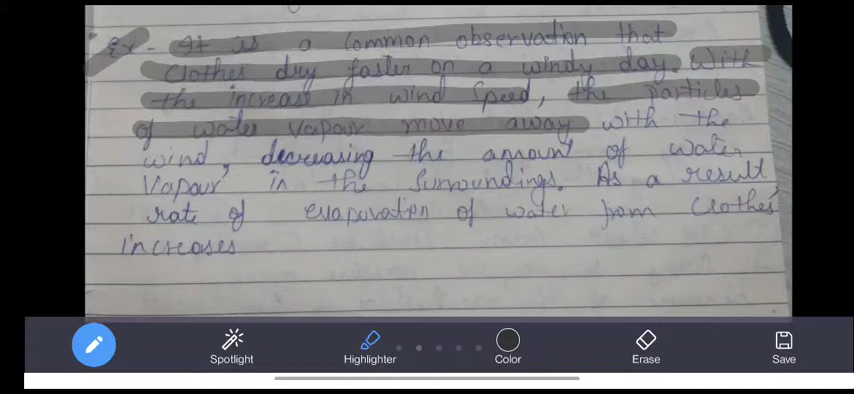 Ex - It is a common observation that
clothes dry faster on a windy day. With
the increase in wind speed, the particles
of water vapour move away with the
wind, decreasing the amount of water
vapour in the surroundings. As a result
rate of evaporation of water from clothes
increases
Spotlight
Highlighter
Color
Erase
Save